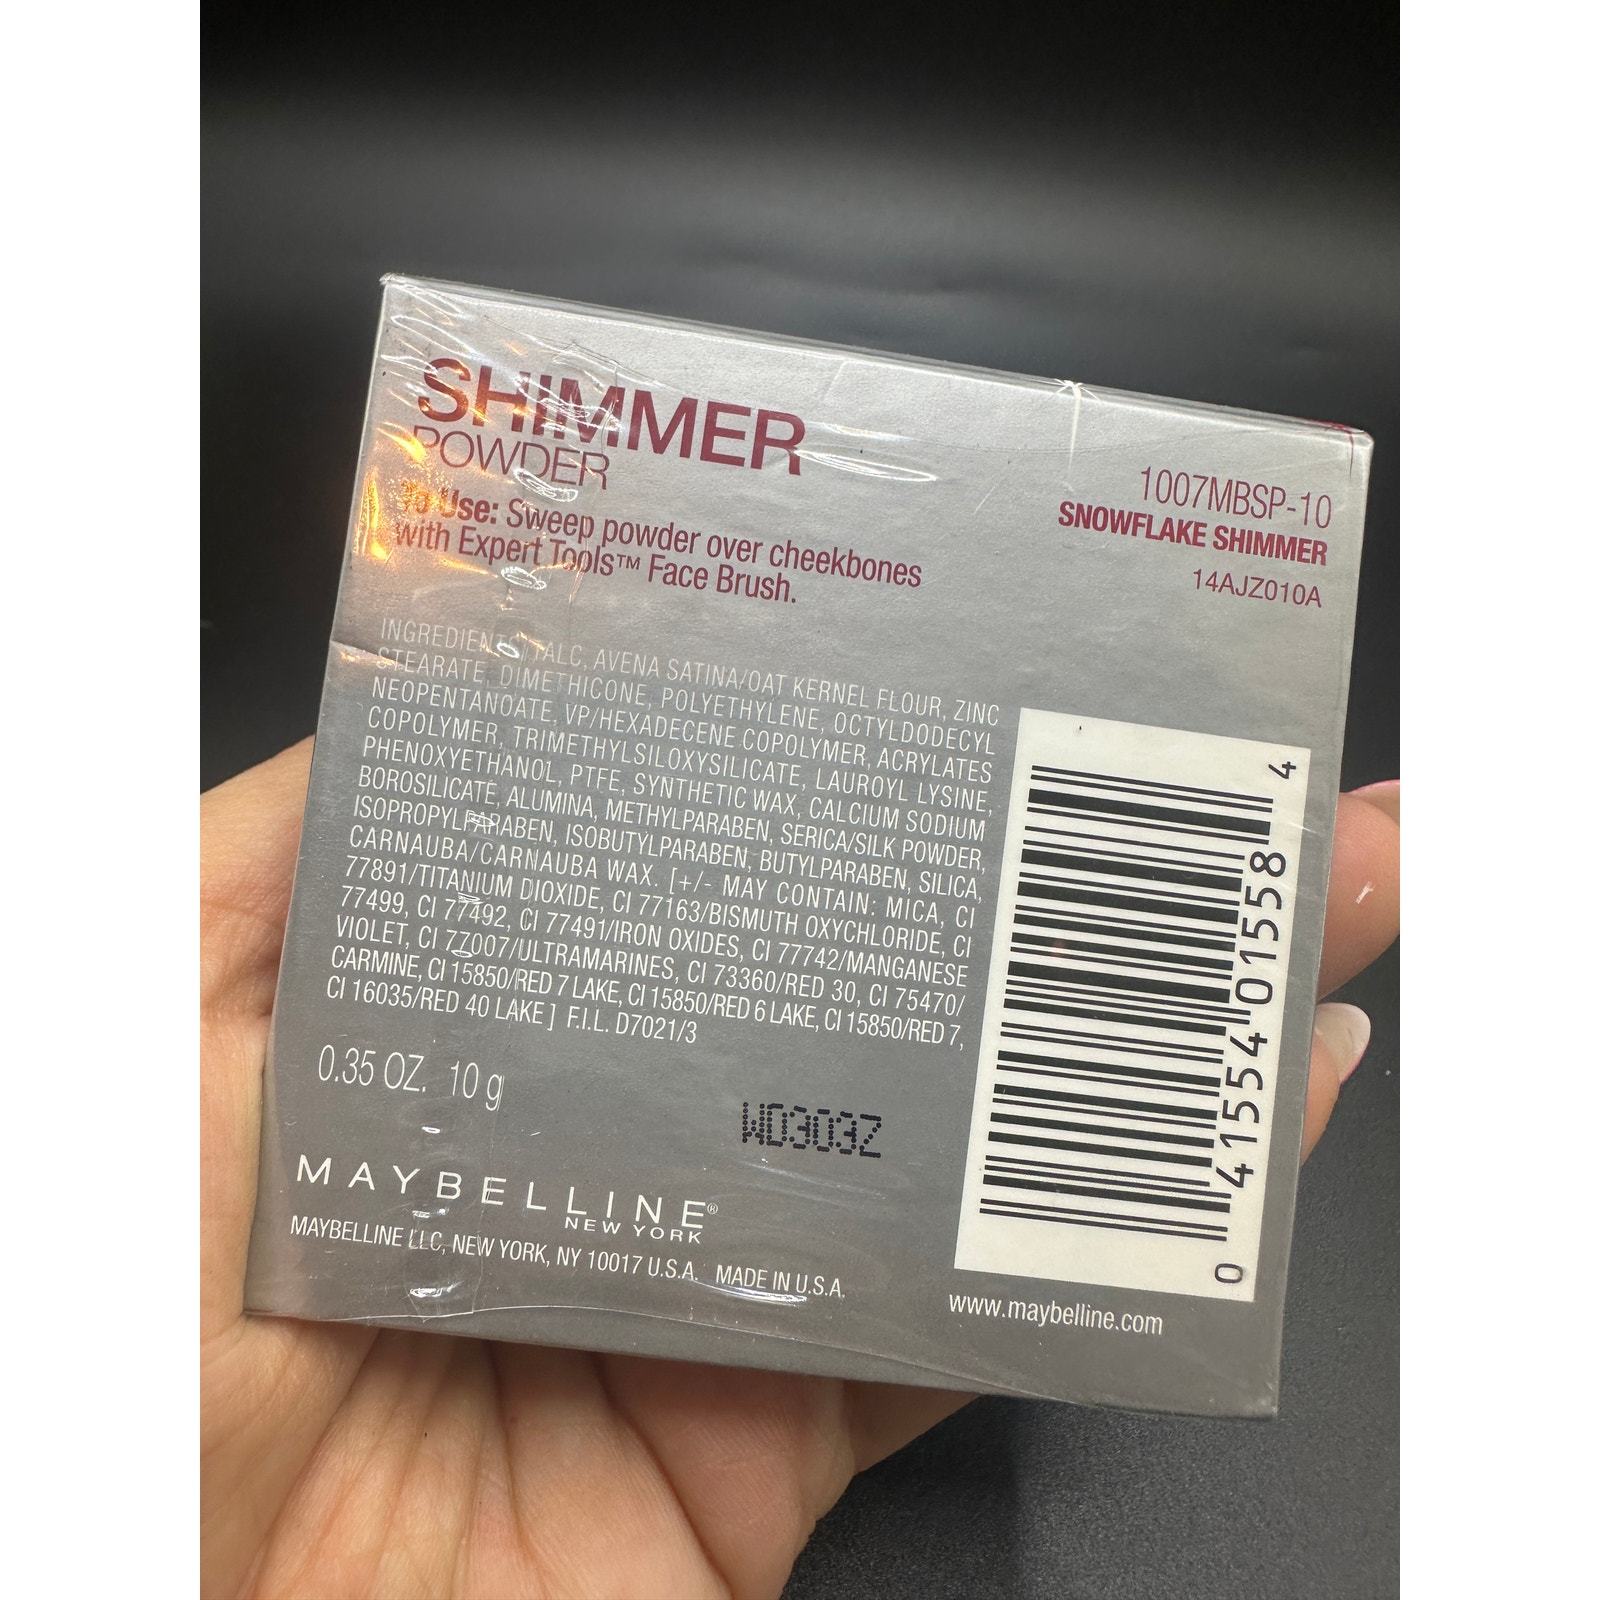 SHIMMER
POWDER
To Use: Sweep powder over cheekbones
with Expert Tools™ Face Brush.
1007MBSP-10
SNOWFLAKE SHIMMER
14AJZ010A
INGREDIENTS: TALC, AVENA SATINA/OAT KERNEL FLOUR, ZINC
STEARATE, DIMETHICONE, POLYETHYLENE, OCTYLDODECYL
NEOPENTANOATE, VP/HEXADECENE COPOLYMER, ACRYLATES
COPOLYMER, TRIMETHYLSILOXYSILICATE, LAUROYL LYSINE,
PHENOXYETHANOL, PTFE, SYNTHETIC WAX, CALCIUM SODIUM
BOROSILICATE, ALUMINA, METHYLPARABEN, SERICA/SILK POWDER,
ISOPROPYLPARABEN, ISOBUTYLPARABEN, BUTYLPARABEN, SILICA,
CARNAUBA/CARNAUBA WAX. [+/- MAY CONTAIN: MICA, CI
77891/TITANIUM DIOXIDE, CI 77163/BISMUTH OXYCHLORIDE, CI
77499, CI 77492, CI 77491/IRON OXIDES, CI 77742/MANGANESE
VIOLET, CI 77007/ULTRAMARINES, CI 73360/RED 30, CI 75470/
CARMINE, CI 15850/RED 7 LAKE, CI 15850/RED 6 LAKE, CI 15850/RED 7,
CI 16035/RED 40 LAKE] F.I.L. D7021/3
0.35 OZ. 10 g
WD303Z
MAYBELLINE®
NEW YORK
MAYBELLINE LLC, NEW YORK, NY 10017 U.S.A. MADE IN U.S.A.
www.maybelline.com
0 41554 01558 4